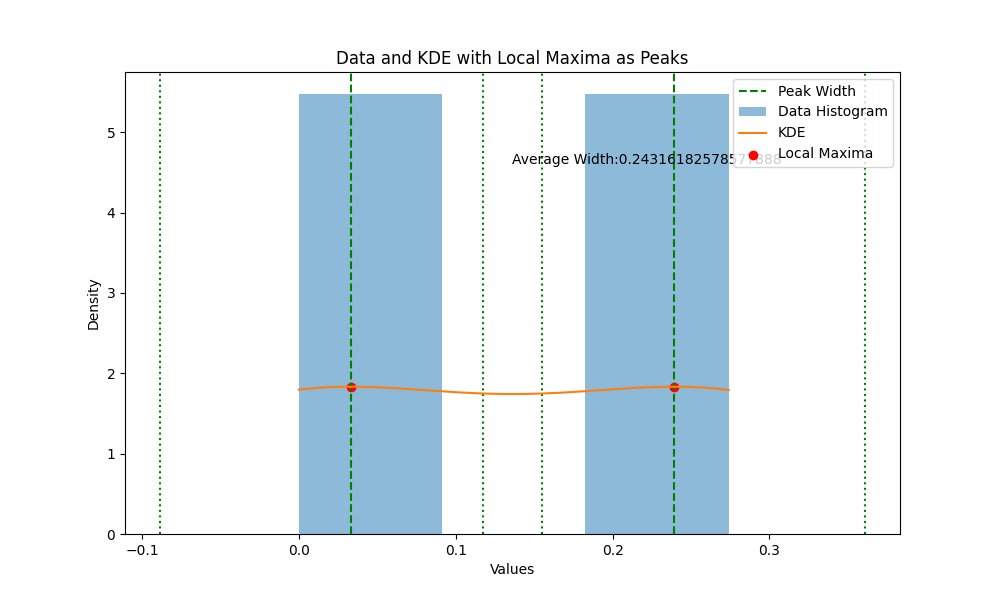 Data and KDE with Local Maxima as Peaks
Peak Width
Data Histogram
KDE
Local Maxima
Average Width:0.24316182578577888
Density
5
4
3
2
1
0
−0.1
0.0
0.1
0.2
0.3
Values